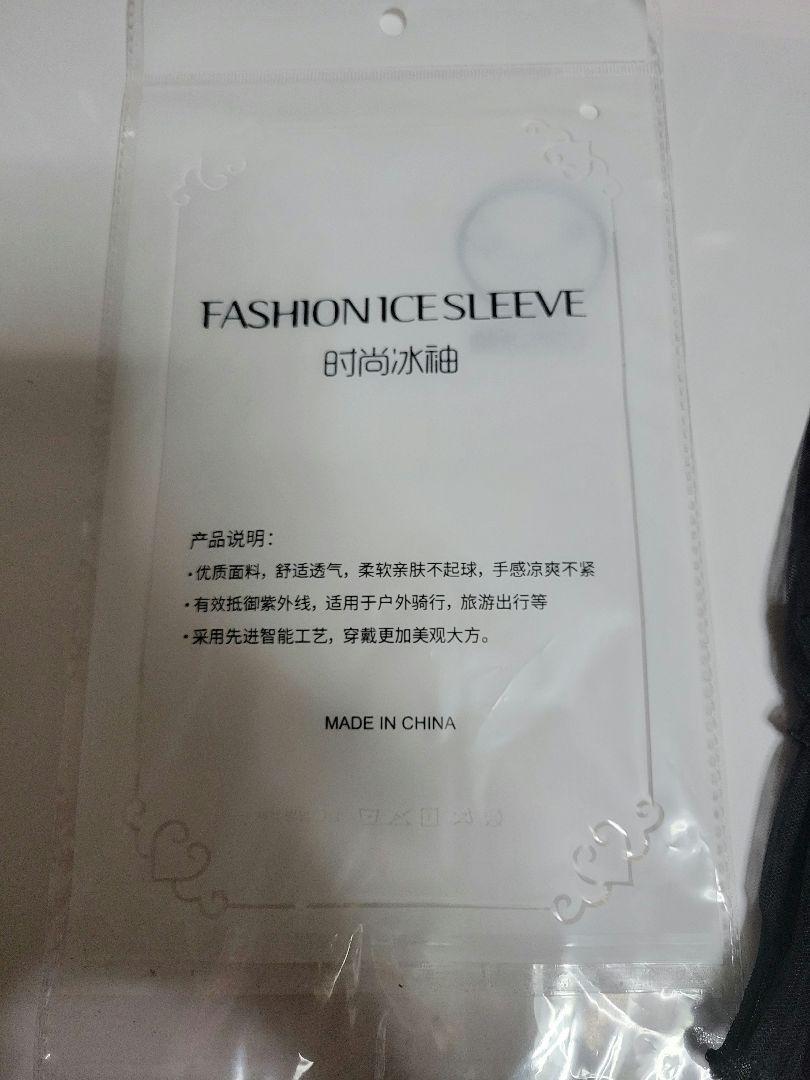 FASHION ICE SLEEVE
时尚冰袖
产品说明：
·优质面料，舒适透气，柔软亲肤不起球，手感凉爽不紧
·有效抵御紫外线，适用于户外骑行，旅游出行等
·采用先进智能工艺，穿戴更加美观大方。
MADE IN CHINA